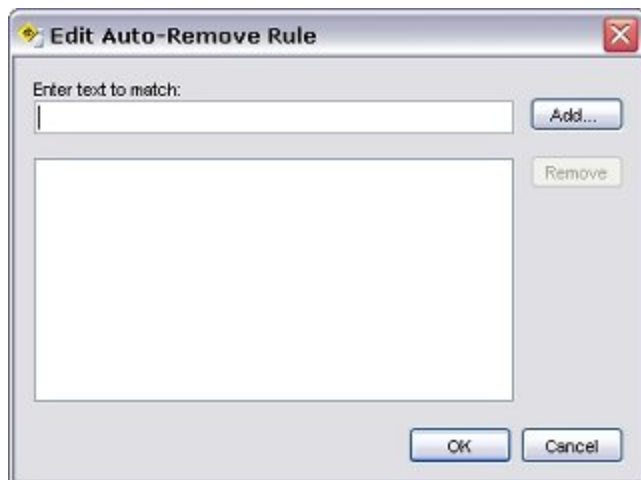 Edit Auto-Remove Rule
Enter text to match:
Add...
Remove
OK
Cancel